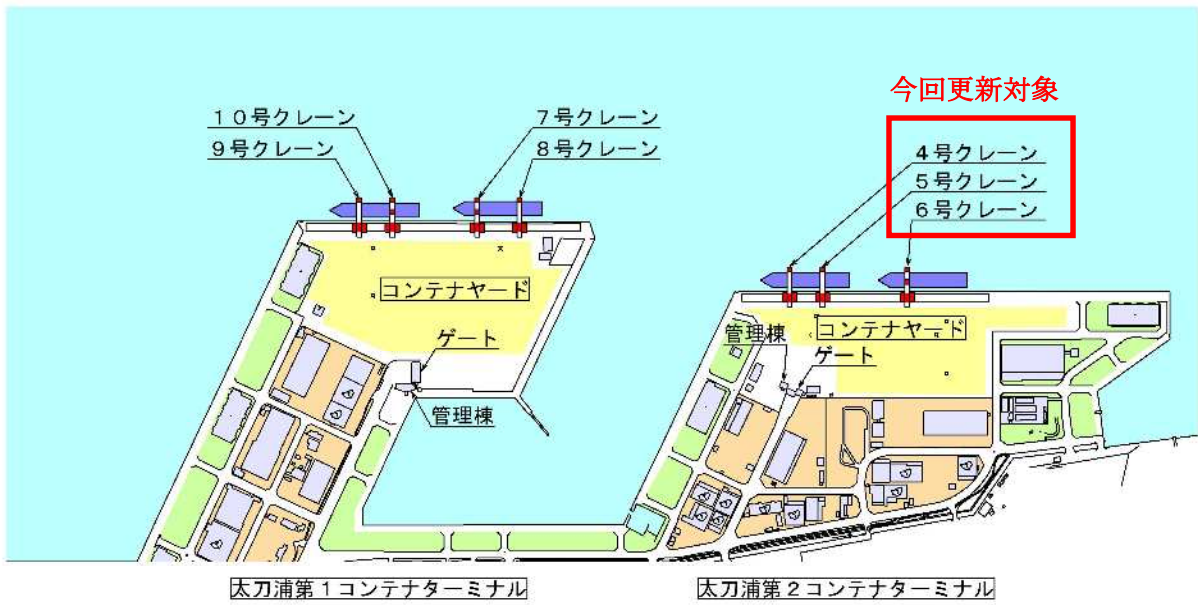 今回更新対象
１０号クレーン
９号クレーン
７号クレーン
８号クレーン
４号クレーン
５号クレーン
６号クレーン
コンテナヤード
ゲート
管理棟
コンテナヤード
管理棟
ゲート
太刀浦第１コンテナターミナル
太刀浦第２コンテナターミナル